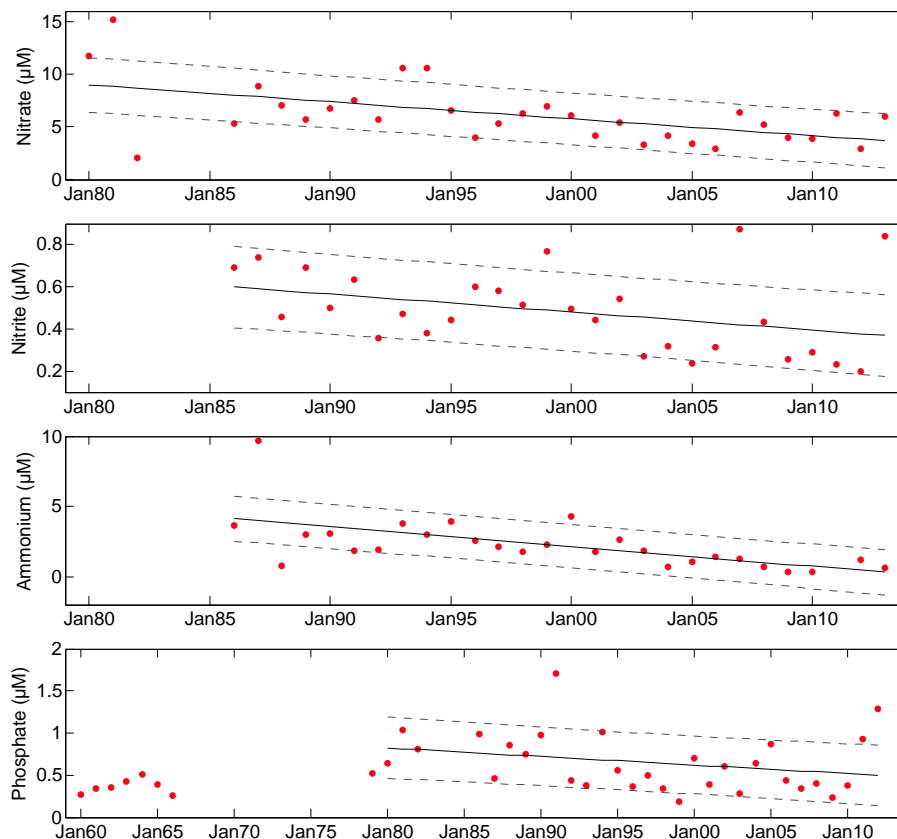 Nitrate (µM)
15
10
5
0
Jan80 Jan85 Jan90 Jan95 Jan00 Jan05 Jan10
Nitrite (µM)
0.8
0.6
0.4
0.2
Jan80 Jan85 Jan90 Jan95 Jan00 Jan05 Jan10
Ammonium (µM)
10
5
0
Jan80 Jan85 Jan90 Jan95 Jan00 Jan05 Jan10
Phosphate (µM)
2
1.5
1
0.5
0
Jan60 Jan65 Jan70 Jan75 Jan80 Jan85 Jan90 Jan95 Jan00 Jan05 Jan10